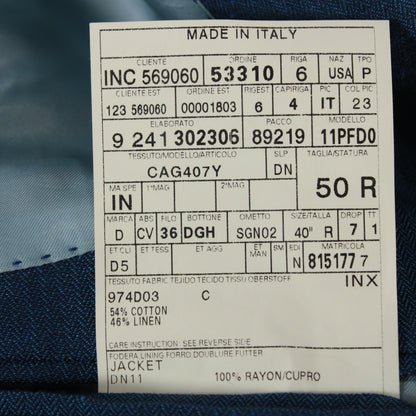 MADE IN ITALY
CLIENTE ORDINE RIGA NAZ TPO
INC 569060 53310 6 USA P
CLIENTE EST ORDINE EST RIGEST CAPIRIGA PIC COL PIC
123 569060 00001803 6 4 IT 23
ELABORATO PACCO MODELLO
9 241302306 89219 11PFD0
TESSUTO/MODELLO/ARTICOLO SLP TAGLIA/STATURA
CAG407Y DN
MA SPE 1°MAG 2°MAG
IN 50 R
MARCA ABS FILO BOTTONE OMETTO SIZE/TALLA DROP TT
D CV 36 DGH SGN02 40" R 7 1
ET CLI ET TESS ET AGG ET MAN BM EDI MATRICOLA
D5 N 815177 7
TESSUTO FABRIC TEJIDO TECIDO TISSU OBERSTOFF INX
974D03 C
54% COTTON
46% LINEN
CARE INSTRUCTION: SEE REVERSE SIDE
FODERA LINING FORRO DOUBLURE FUTTER
JACKET
DN11 100% RAYON/CUPRO